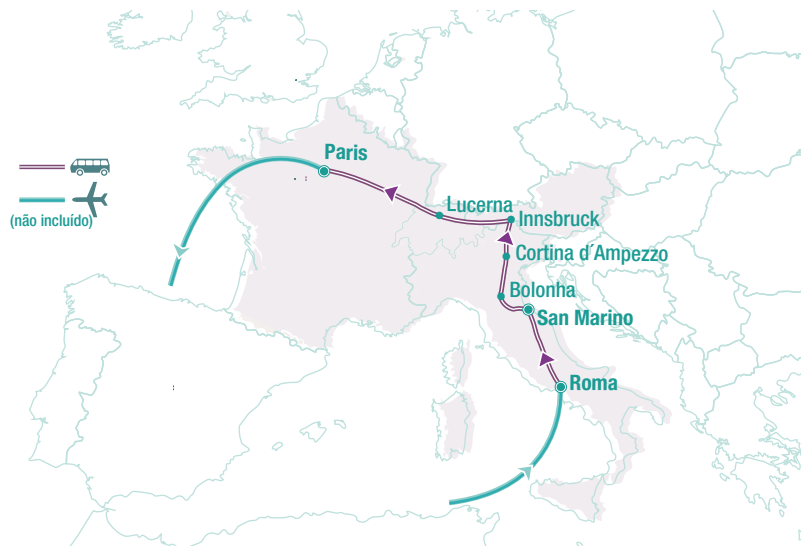 Paris
Lucerna
Innsbruck
(não incluído)
Cortina d´Ampezzo
Bolonha
San Marino
Roma